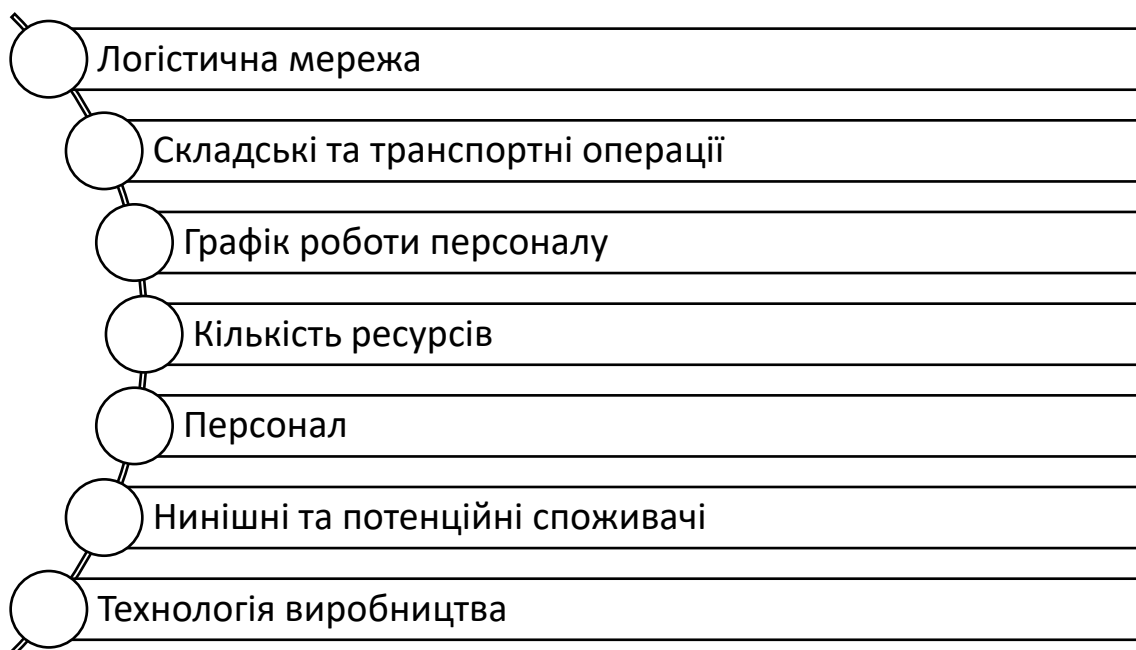 Логістична мережа
Складські та транспортні операції
Графік роботи персоналу
Кількість ресурсів
Персонал
Нинішні та потенційні споживачі
Технологія виробництва